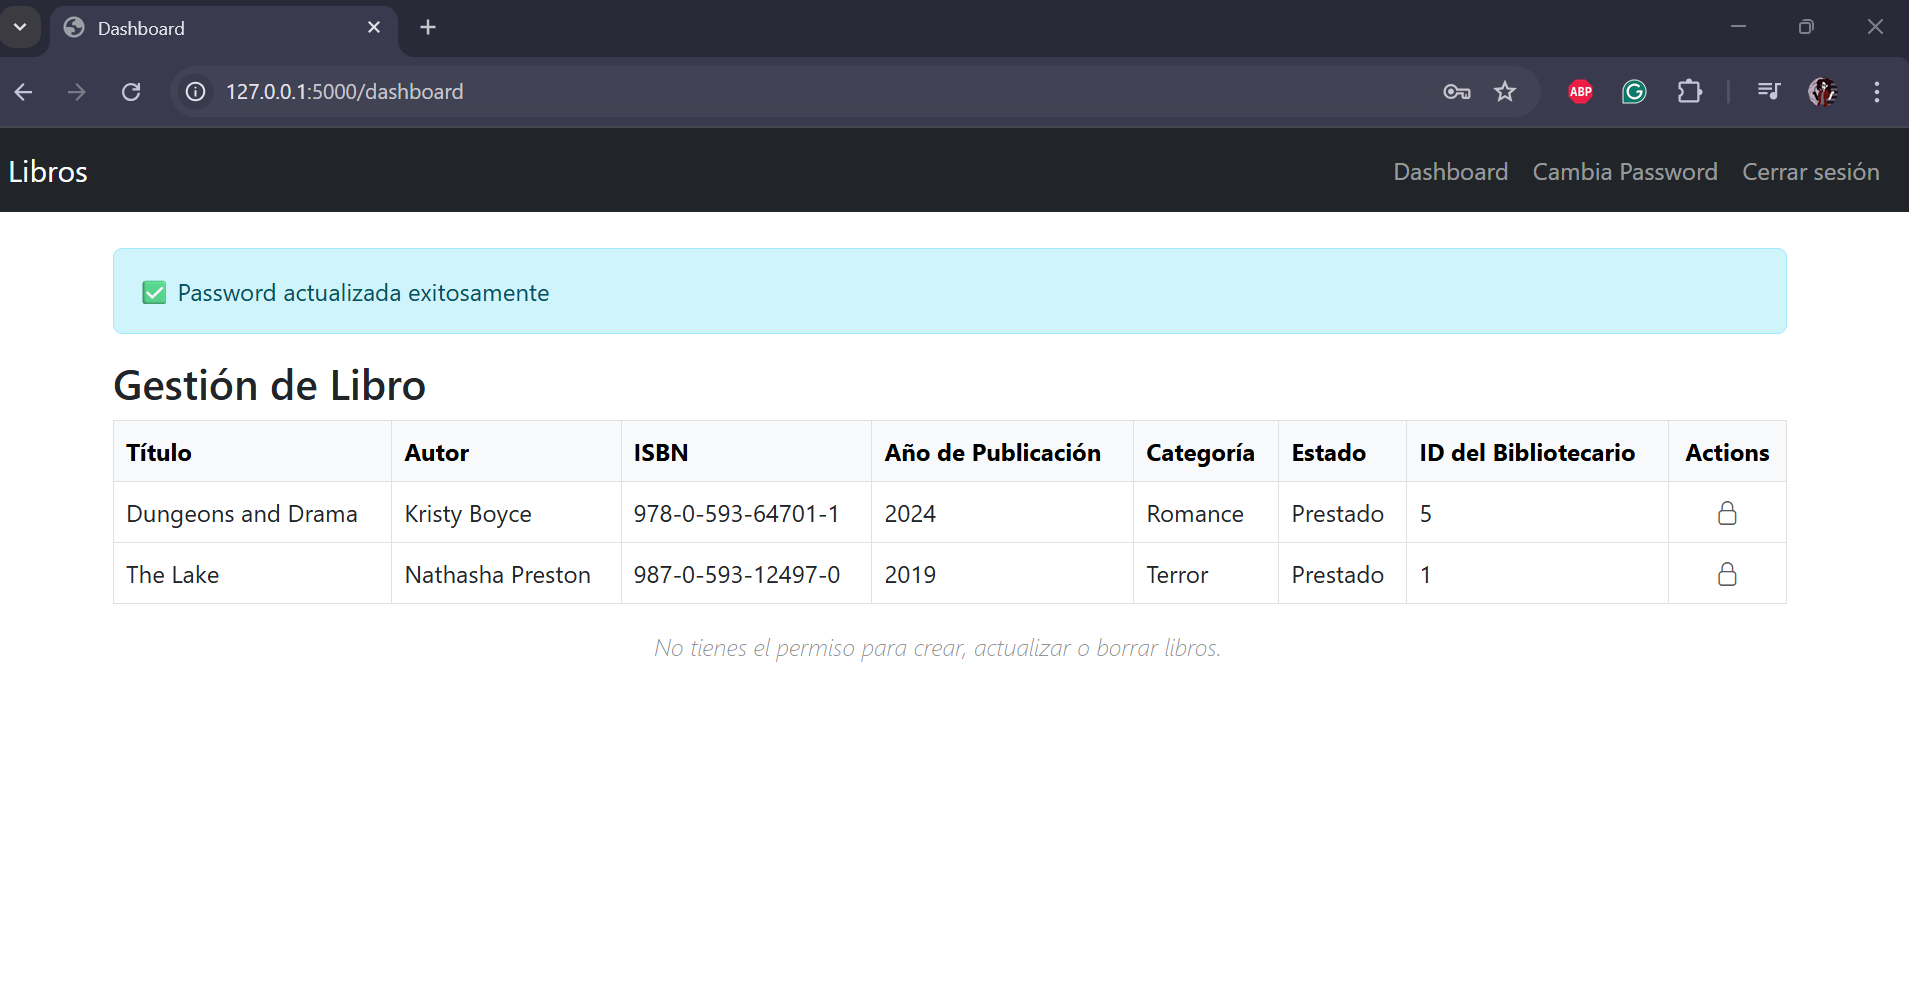 Dashboard
127.0.0.1:5000/dashboard
ABP
Libros
Dashboard Cambia Password Cerrar sesión
✅ Password actualizada exitosamente
Gestión de Libro
Título Autor ISBN Año de Publicación Categoría Estado ID del Bibliotecario Actions
Dungeons and Drama Kristy Boyce 978-0-593-64701-1 2024 Romance Prestado 5
The Lake Nathasha Preston 987-0-593-12497-0 2019 Terror Prestado 1
No tienes el permiso para crear, actualizar o borrar libros.